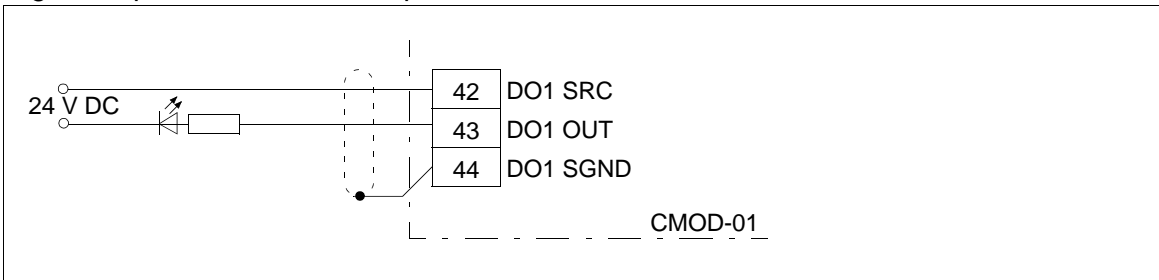 24 V DC
42 DO1 SRC
43 DO1 OUT
44 DO1 SGND
CMOD-01